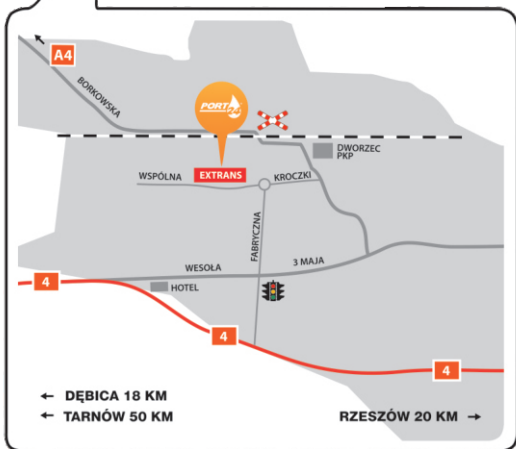 A4
BORKOWSKA
PORT 24
DWORZEC
PKP
WSPÓLNA
EXTRANS
KROCZKI
FABRYCZNA
WESOŁA
3 MAJA
4
HOTEL
4
4
← DĘBICA 18 KM
← TARNÓW 50 KM
RZESZÓW 20 KM →